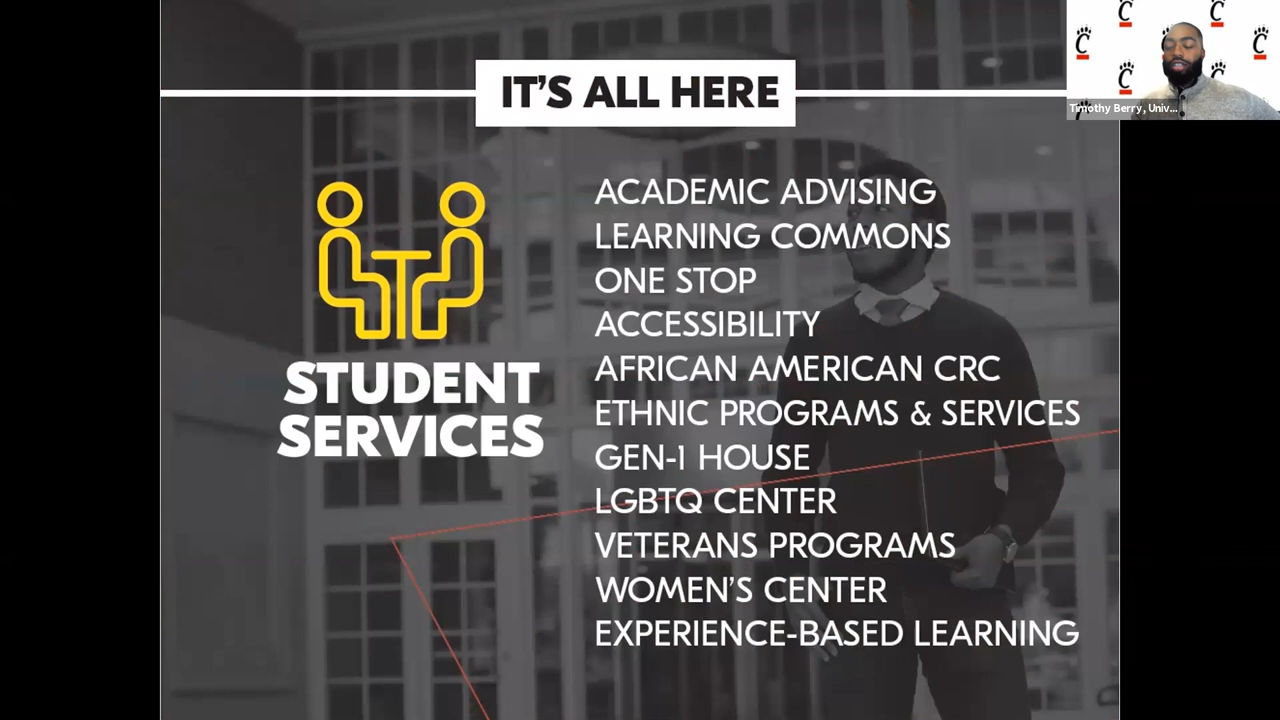 IT'S ALL HERE
STUDENT
SERVICES
ACADEMIC ADVISING
LEARNING COMMONS
ONE STOP
ACCESSIBILITY
AFRICAN AMERICAN CRC
ETHNIC PROGRAMS & SERVICES
GEN-1 HOUSE
LGBTQ CENTER
VETERANS PROGRAMS
WOMEN'S CENTER
EXPERIENCE-BASED LEARNING
Timothy Berry, Univ...